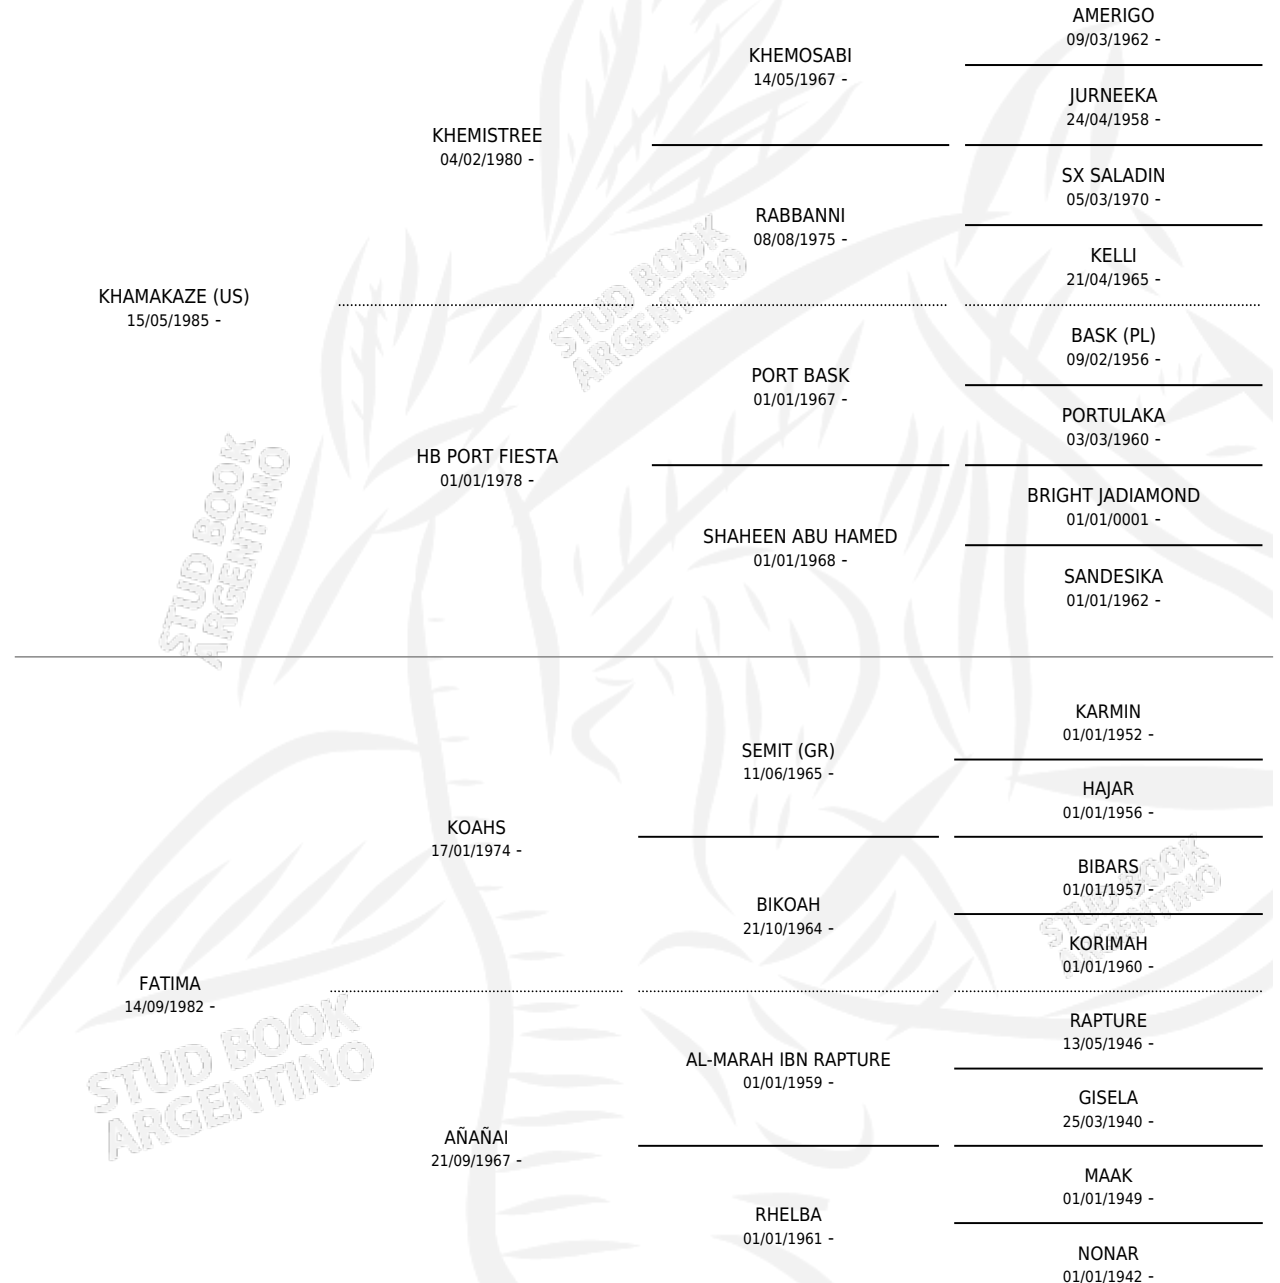 AMERIGO
09/03/1962 -
KHEMOSABI
14/05/1967 -
JURNEEKA
24/04/1958 -
KHEMISTREE
04/02/1980 -
SX SALADIN
05/03/1970 -
RABBANNI
08/08/1975 -
KELLI
21/04/1965 -
KHAMAKAZE (US)
15/05/1985 -
BASK (PL)
09/02/1956 -
PORT BASK
01/01/1967 -
PORTULAKA
03/03/1960 -
HB PORT FIESTA
01/01/1978 -
BRIGHT JADIAMOND
01/01/0001 -
SHAHEEN ABU HAMED
01/01/1968 -
SANDESIKA
01/01/1962 -
KARMIN
01/01/1952 -
SEMIT (GR)
11/06/1965 -
HAJAR
01/01/1956 -
KOAHS
17/01/1974 -
BIBARS
01/01/1957 -
BIKOAH
21/10/1964 -
KORIMAH
01/01/1960 -
FATIMA
14/09/1982 -
RAPTURE
13/05/1946 -
AL-MARAH IBN RAPTURE
01/01/1959 -
GISELA
25/03/1940 -
AÑAÑAI
21/09/1967 -
MAAK
01/01/1949 -
RHELBA
01/01/1961 -
NONAR
01/01/1942 -
STUD BOOK
ARGENTINO
STUD BOOK
ARGENTINO
STUD BOOK
ARGENTINO
STUD BOOK
ARGENTINO